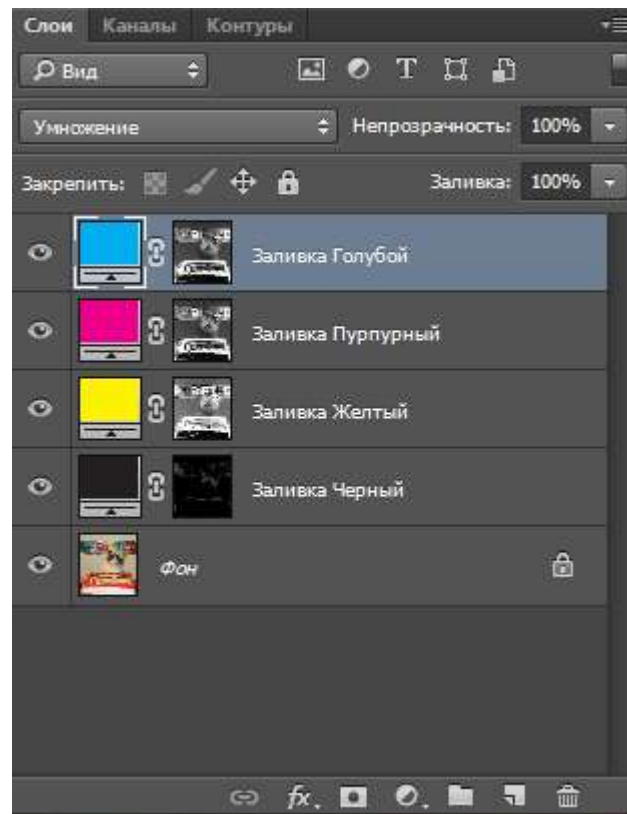 Слои Каналы Контуры
Вид
Умножение Непрозрачность: 100%
Закрепить: Заливка: 100%
Заливка Голубой
Заливка Пурпурный
Заливка Желтый
Заливка Черный
Фон
fx.